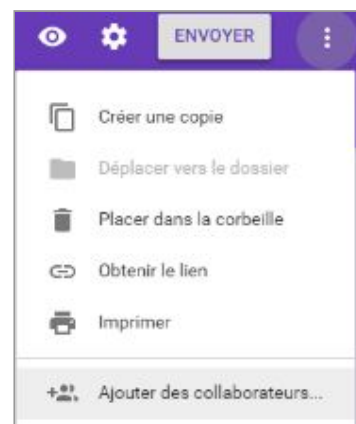 ENVOYER
Créer une copie
Déplacer vers le dossier
Placer dans la corbeille
Obtenir le lien
Imprimer
Ajouter des collaborateurs...